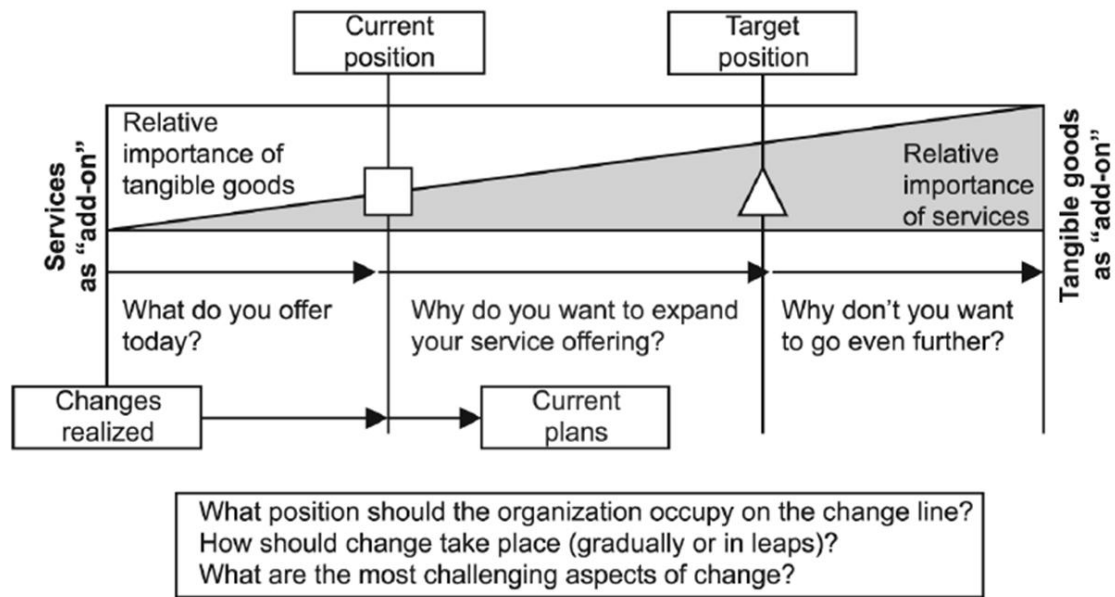 Current
position
Target
position
Services
as “add-on”
Relative
importance of
tangible goods
Relative
importance
of services
Tangible goods
as “add-on”
What do you offer
today?
Why do you want to expand
your service offering?
Why don’t you want
to go even further?
Changes
realized
Current
plans
What position should the organization occupy on the change line?
How should change take place (gradually or in leaps)?
What are the most challenging aspects of change?